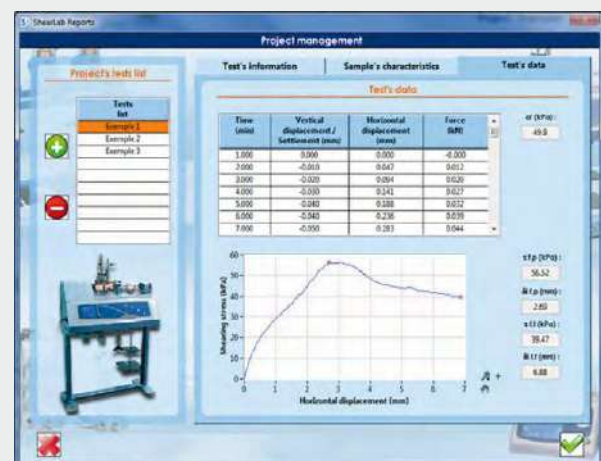 ShearLab Reports
Project management
Project's tests list
Tests
list
Exemple 1
Exemple 2
Exemple 3
Test's information
Sample's characteristics
Test's data
Test's data
Time (min) Vertical displacement / Settlement (mm) Horizontal displacement (mm) Force (kN)
1.000 0.000 0.000 -0.000
2.000 -0.010 0.047 0.012
3.000 -0.020 0.094 0.020
4.000 -0.030 0.141 0.027
5.000 -0.040 0.188 0.032
6.000 -0.040 0.236 0.039
7.000 -0.050 0.283 0.044
σ (kPa) :
49.9
Shearing stress (kPa)
60
50
40
30
20
10
0
0 1 2 3 4 5 6 7
Horizontal displacement (mm)
τ f.p (kPa) :
56.52
δl f.p (mm) :
2.69
τ f.f (kPa) :
39.47
δl f.f (mm) :
6.88